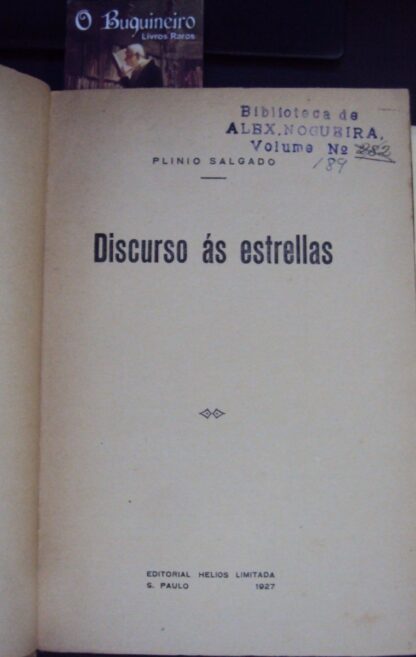 O Buquineiro
Livros Raros
Biblioteca de
ALEX. NOGUEIRA,
Volume Nº 282
189
PLINIO SALGADO
Discurso ás estrellas
EDITORIAL HELIOS LIMITADA
S. PAULO 1927